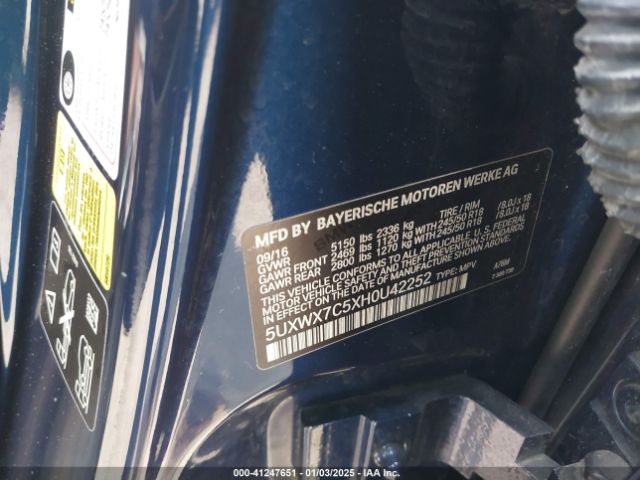 MFD BY BAYERISCHE MOTOREN WERKE AG
09/16 TIRE / RIM
GVWR 5150 lbs 2336 kg
GAWR FRONT 2469 lbs 1120 kg WITH 245/50 R18 /8.0J x 18
GAWR REAR 2800 lbs 1270 kg WITH 245/50 R18 / 8.0J x 18
THIS VEHICLE CONFORMS TO ALL APPLICABLE U.S. FEDERAL
MOTOR VEHICLE SAFETY AND THEFT PREVENTION STANDARDS
IN EFFECT ON THE DATE OF MANUFACTURE SHOWN ABOVE.
5UXWX7C5XH0U42252 TYPE: MPV A76M
000-41247651 | 01/03/2025 | IAA Inc.